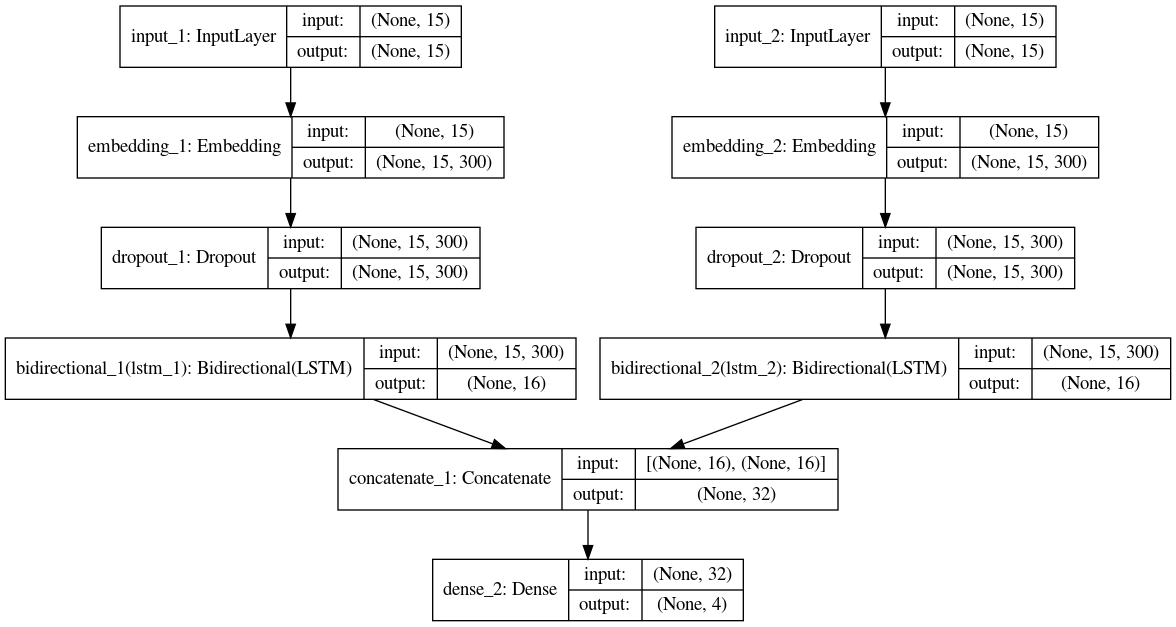 input_1: InputLayer
input: (None, 15)
output: (None, 15)
input_2: InputLayer
input: (None, 15)
output: (None, 15)
embedding_1: Embedding
input: (None, 15)
output: (None, 15, 300)
embedding_2: Embedding
input: (None, 15)
output: (None, 15, 300)
dropout_1: Dropout
input: (None, 15, 300)
output: (None, 15, 300)
dropout_2: Dropout
input: (None, 15, 300)
output: (None, 15, 300)
bidirectional_1(lstm_1): Bidirectional(LSTM)
input: (None, 15, 300)
output: (None, 16)
bidirectional_2(lstm_2): Bidirectional(LSTM)
input: (None, 15, 300)
output: (None, 16)
concatenate_1: Concatenate
input: [(None, 16), (None, 16)]
output: (None, 32)
dense_2: Dense
input: (None, 32)
output: (None, 4)